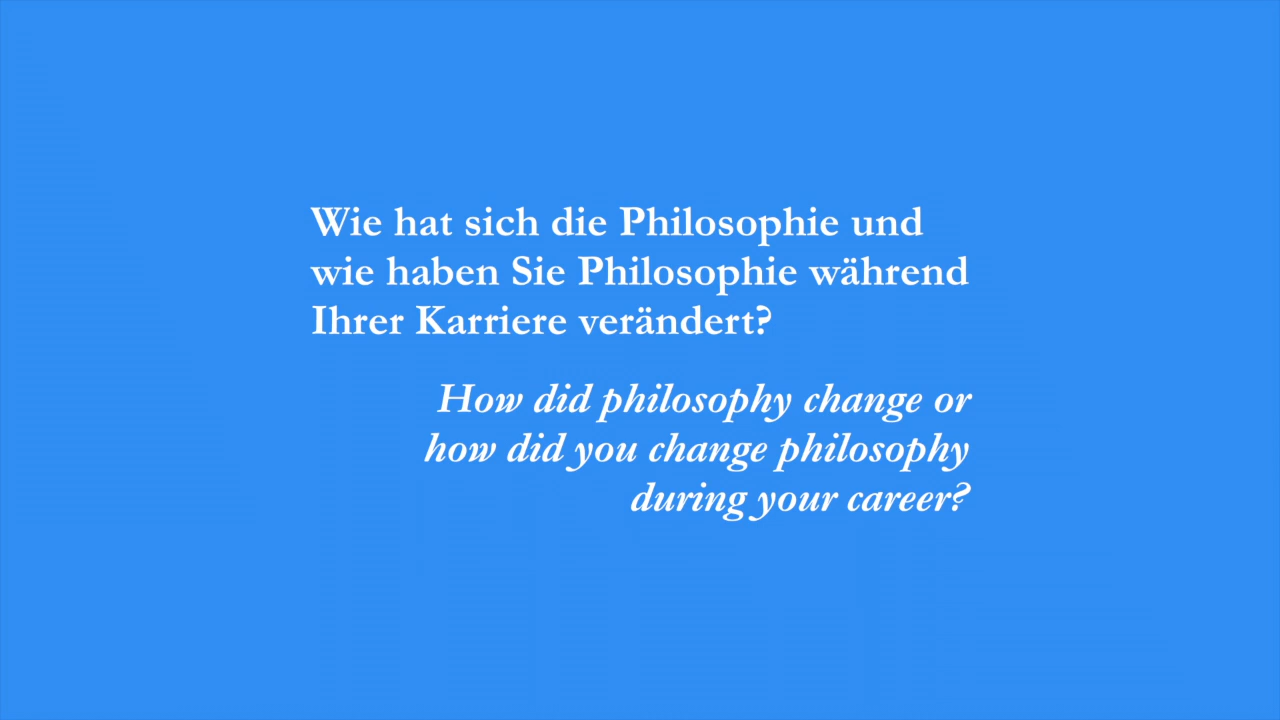 Wie hat sich die Philosophie und
wie haben Sie Philosophie während
Ihrer Karriere verändert?
How did philosophy change or
how did you change philosophy
during your career?